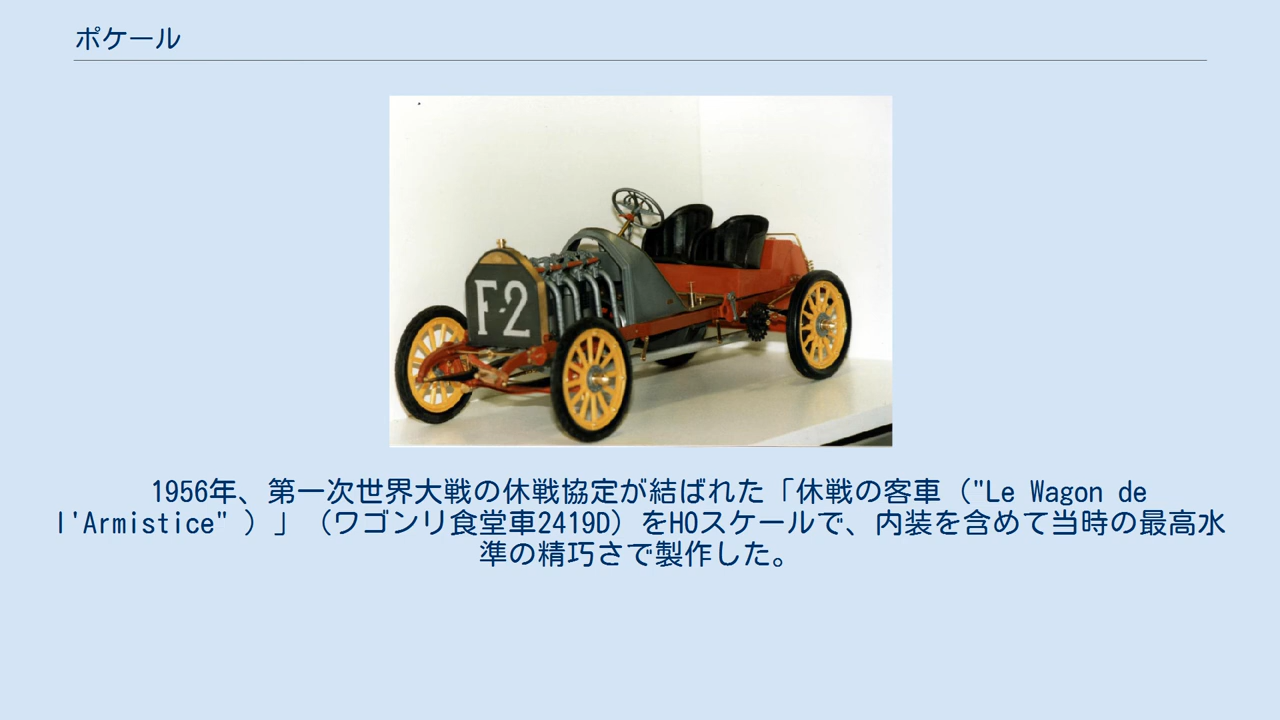 ポケール
F・2
1956年、第一次世界大戦の休戦協定が結ばれた「休戦の客車（"Le Wagon de
l'Armistice" ）」（ワゴンリ食堂車2419D）をHOスケールで、内装を含めて当時の最高水
準の精巧さで製作した。